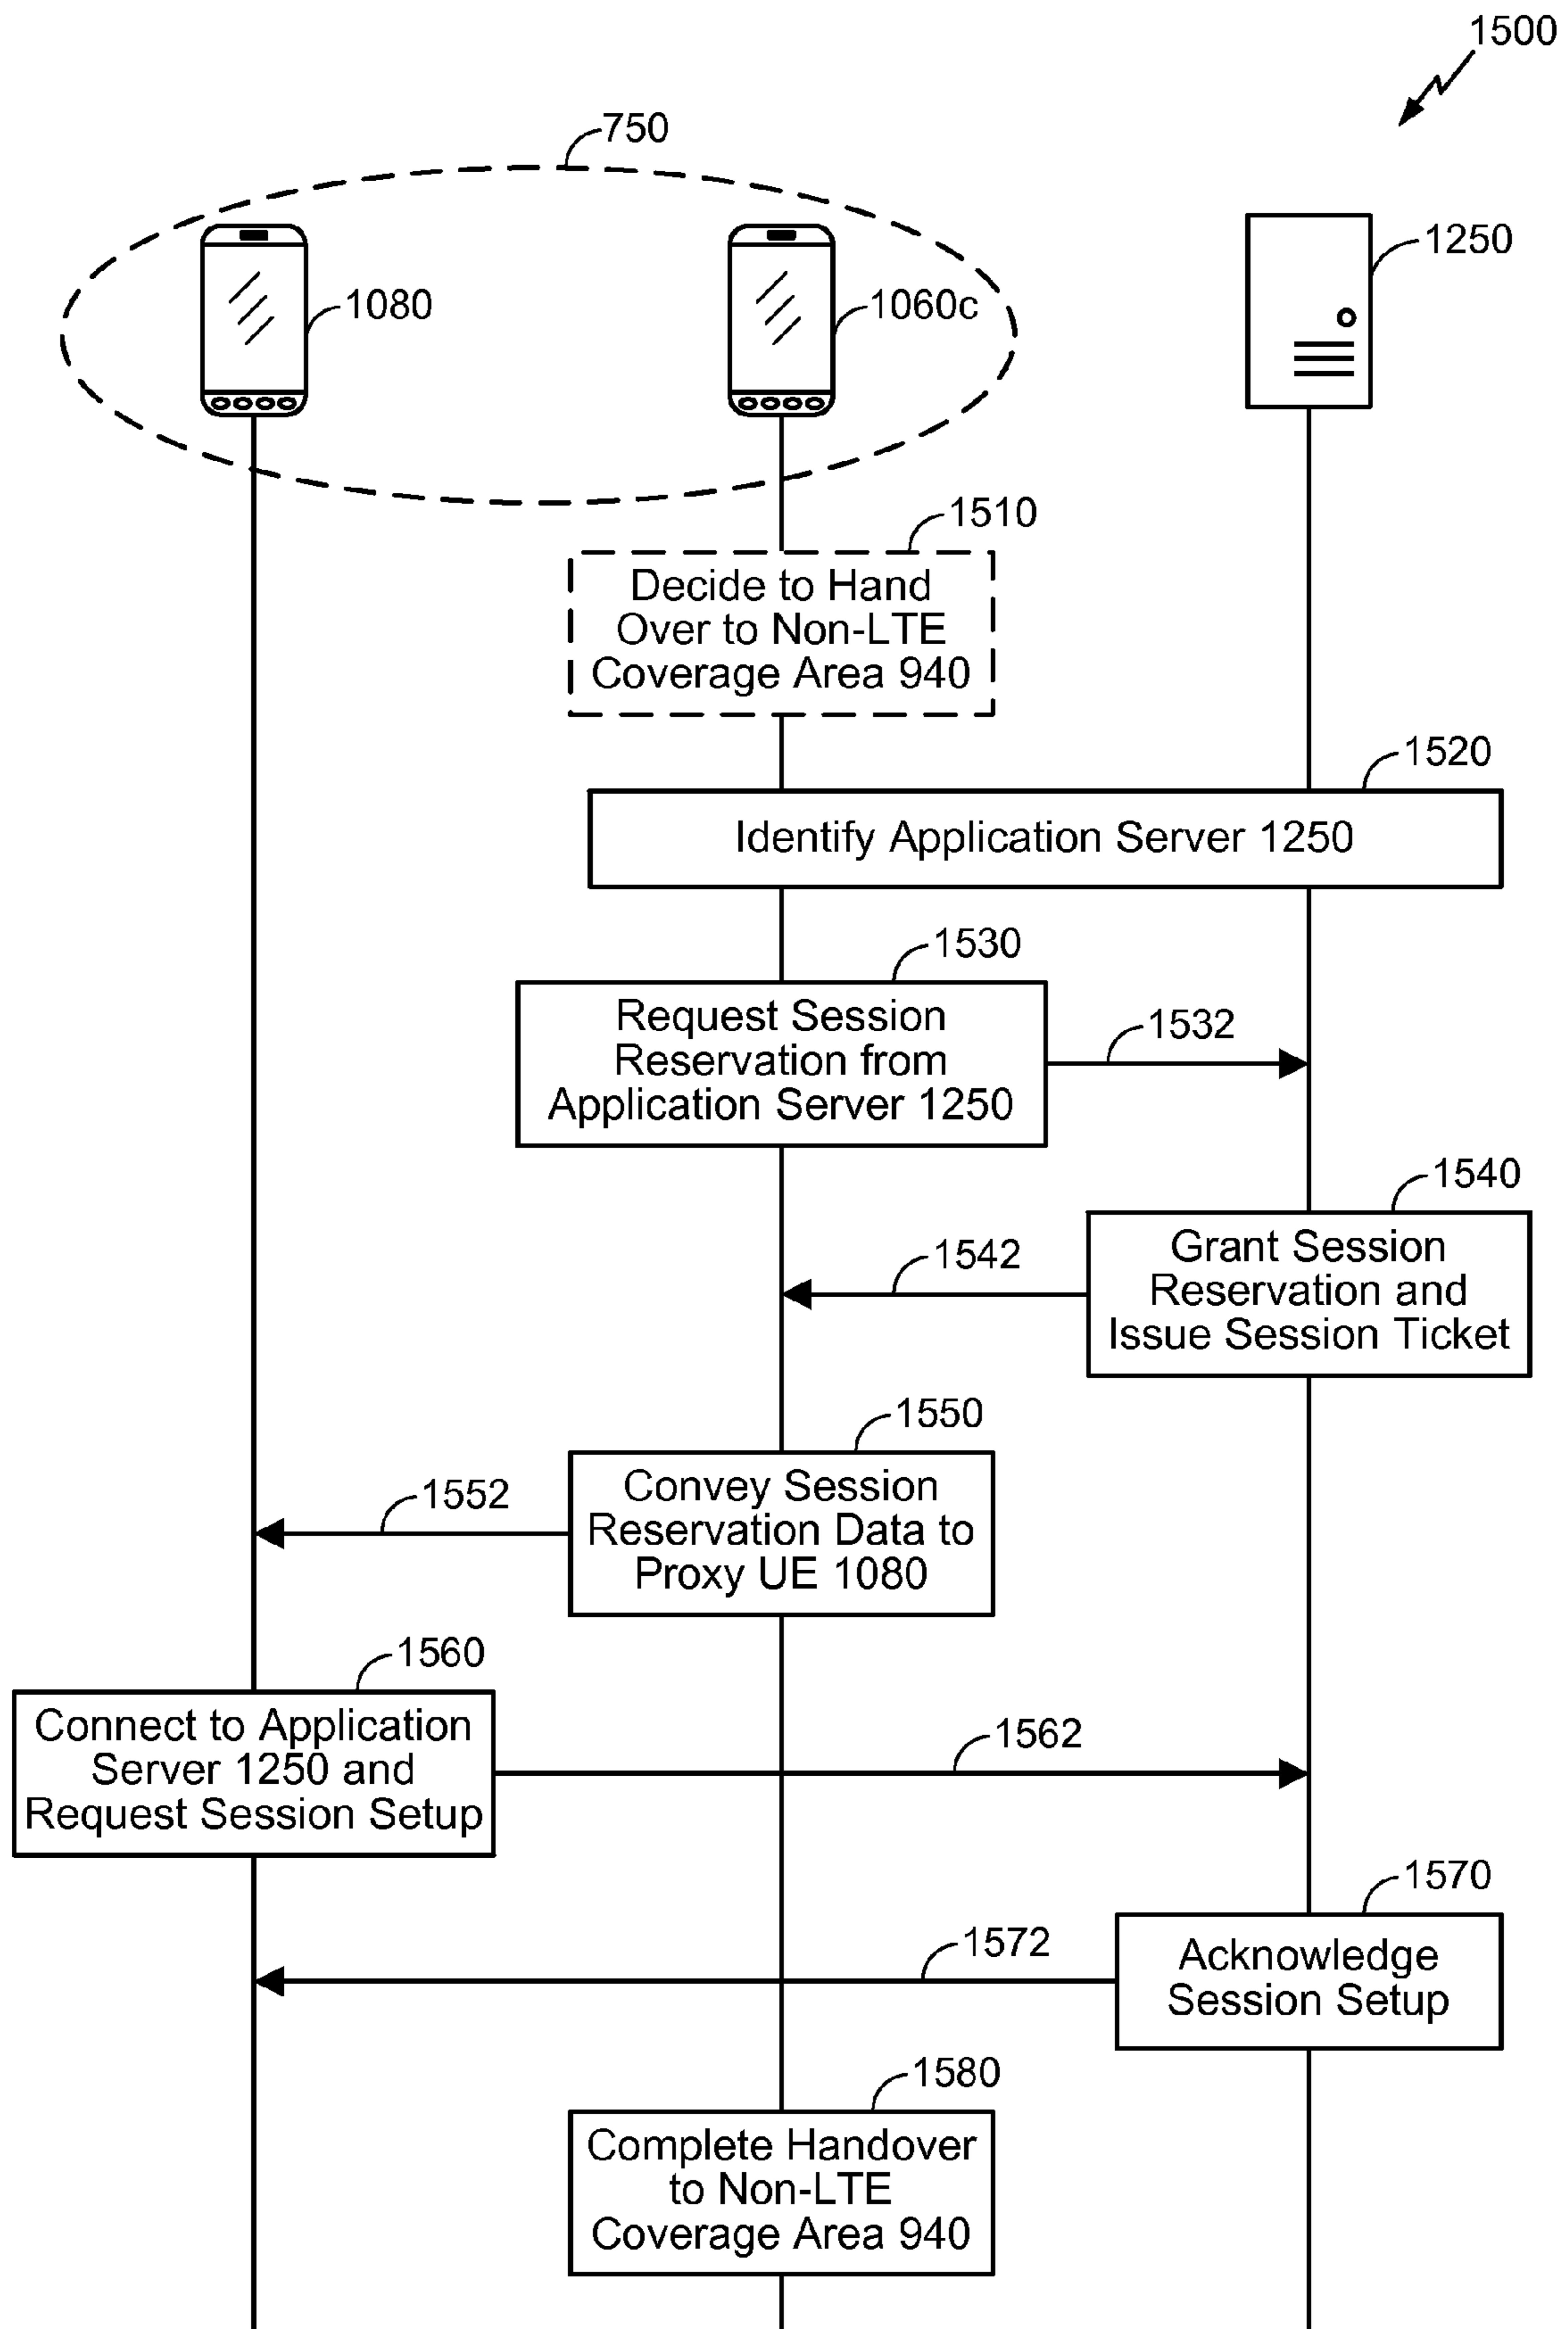 1500
750
1250
1080
1060c
1510
Decide to Hand
Over to Non-LTE
Coverage Area 940
1520
Identify Application Server 1250
1530
Request Session
Reservation from
Application Server 1250
1532
1540
Grant Session
Reservation and
Issue Session Ticket
1542
1550
Convey Session
Reservation Data to
Proxy UE 1080
1552
1560
Connect to Application
Server 1250 and
Request Session Setup
1562
1570
Acknowledge
Session Setup
1572
1580
Complete Handover
to Non-LTE
Coverage Area 940